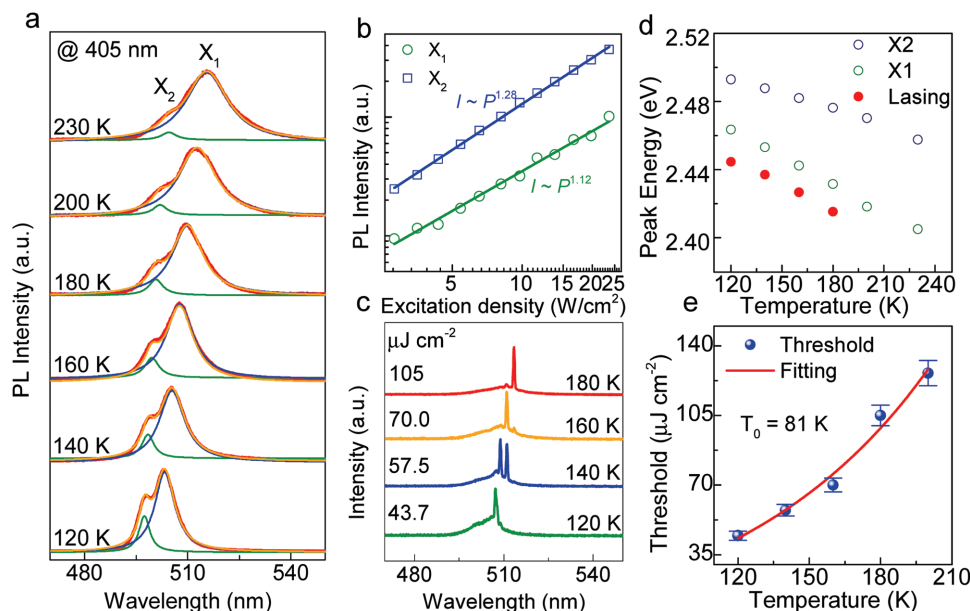 a
@ 405 nm
X₁
X₂
230 K
200 K
180 K
160 K
140 K
120 K
PL Intensity (a.u.)
480
510
540
Wavelength (nm)
b
X₁
X₂
I ~ P^1.28
I ~ P^1.12
PL Intensity (a.u.)
5
10
15
20 25
Excitation density (W/cm²)
c
μJ cm⁻²
105
180 K
70.0
160 K
57.5
140 K
43.7
120 K
Intensity (a.u.)
480
510
540
Wavelength (nm)
d
X2
X1
Lasing
2.52
2.48
2.44
2.40
Peak Energy (eV)
120
150
180
210
240
Temperature (K)
e
Threshold
Fitting
T₀ = 81 K
140
105
70
35
Threshold (μJ cm⁻²)
120
150
180
210
Temperature (K)